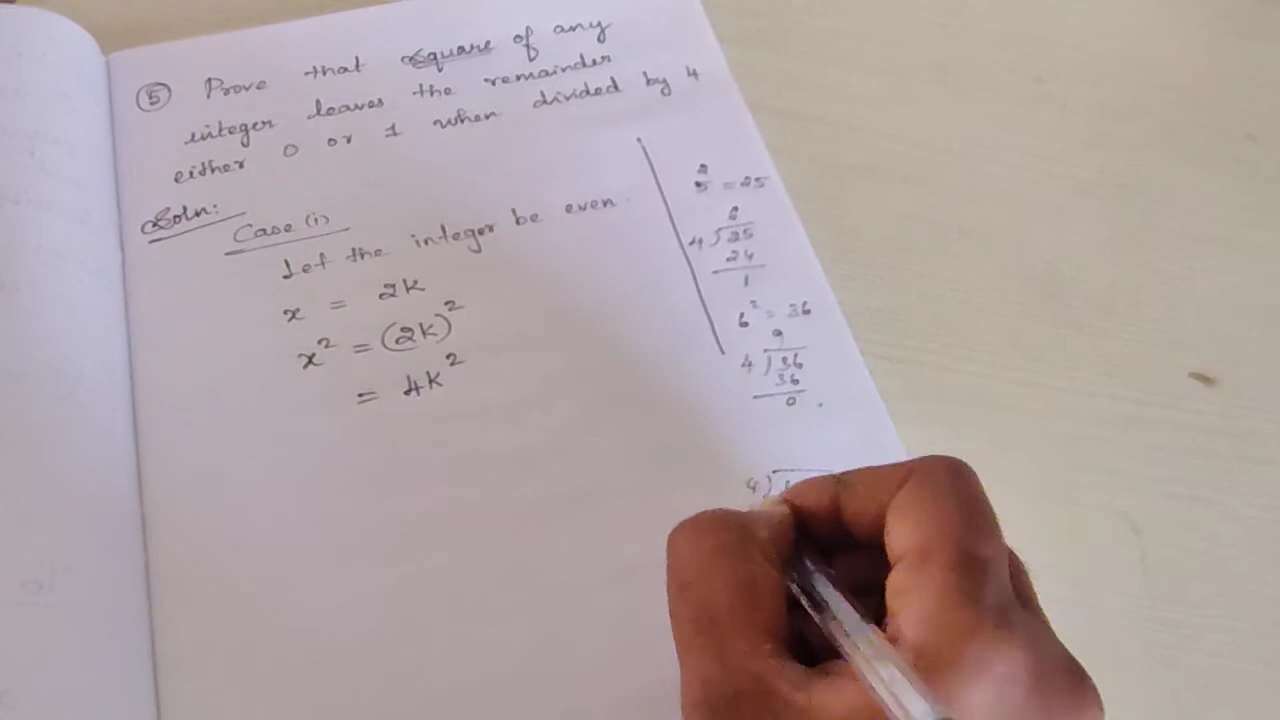 5 Prove that square of any
integer leaves the remainder
either 0 or 1 when divided by 4
Soln:
Case (i)
Let the integer be even.
x = 2k
x² = (2k)²
= 4k²
5² = 25
6
4)25
24
1
6² = 36
9
4)36
36
0.
4)